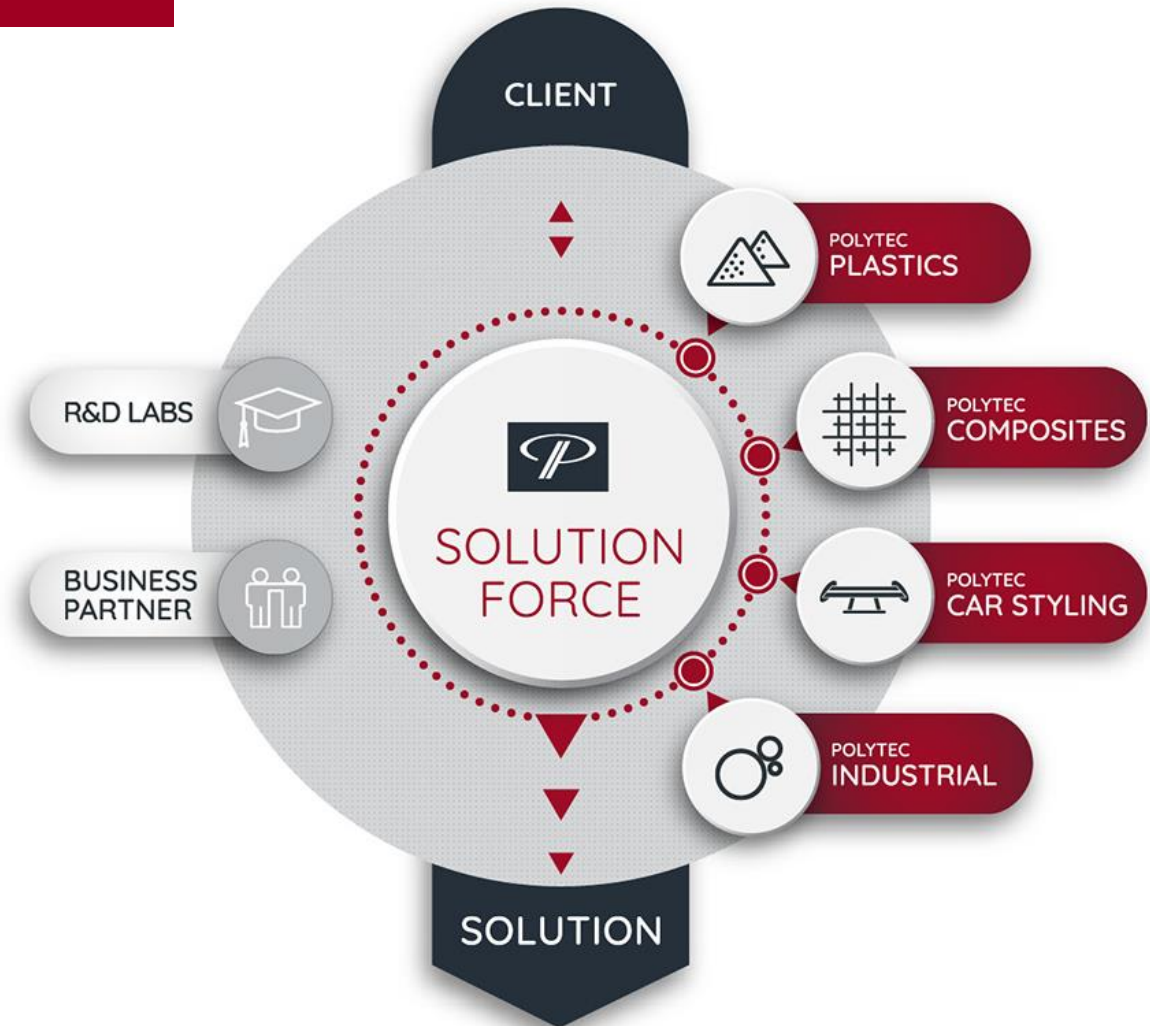 CLIENT
POLYTEC
PLASTICS
R&D LABS
POLYTEC
COMPOSITES
SOLUTION
FORCE
BUSINESS
PARTNER
POLYTEC
CAR STYLING
POLYTEC
INDUSTRIAL
SOLUTION